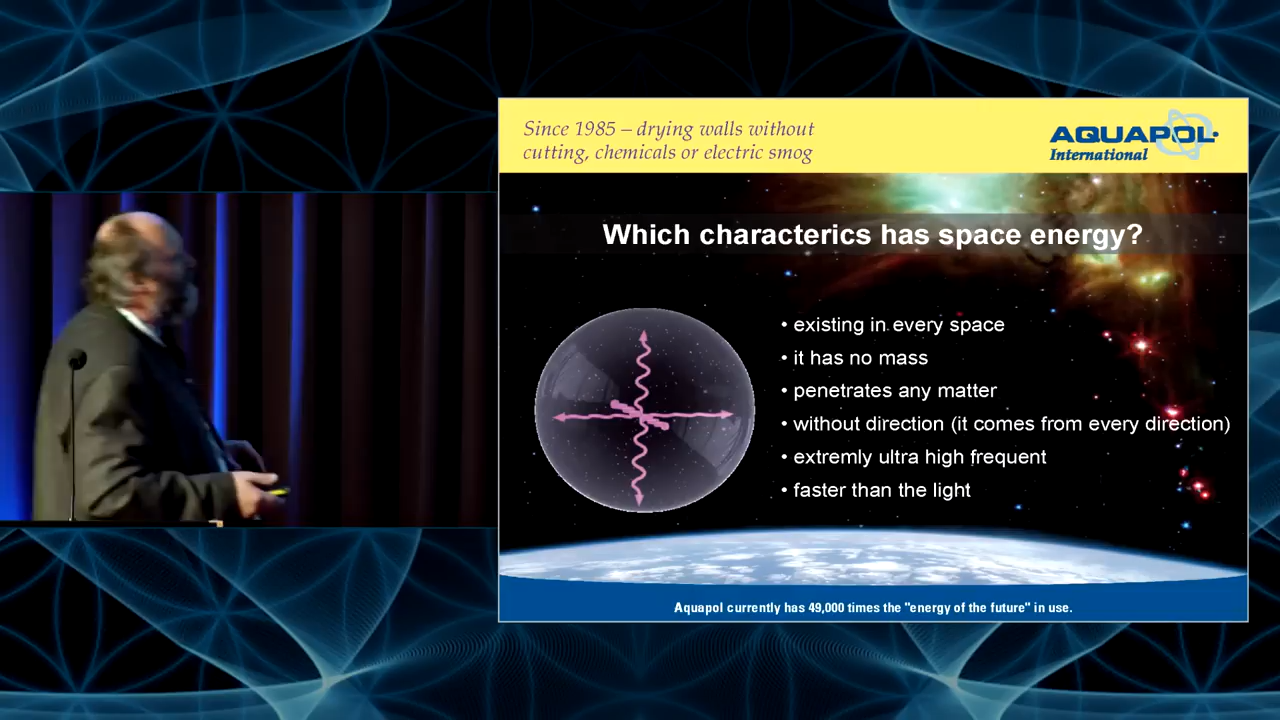 Since 1985 – drying walls without
cutting, chemicals or electric smog
AQUAPOL
International
Which characterics has space energy?
• existing in every space
• it has no mass
• penetrates any matter
• without direction (it comes from every direction)
• extremly ultra high frequent
• faster than the light
Aquapol currently has 49,000 times the "energy of the future" in use.